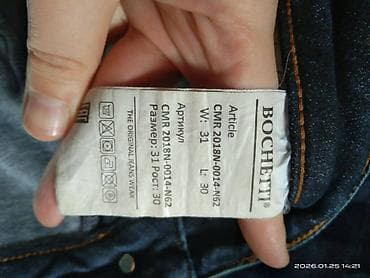 BOCHETTI®
Article
CMR 2018N-0014-N62
W: 31 L: 30
Артикул
CMR 2018N-0014-N62
Размер: 31 Рост: 30
THE ORIGINAL JEANS WEAR
2026.01.25 14:21